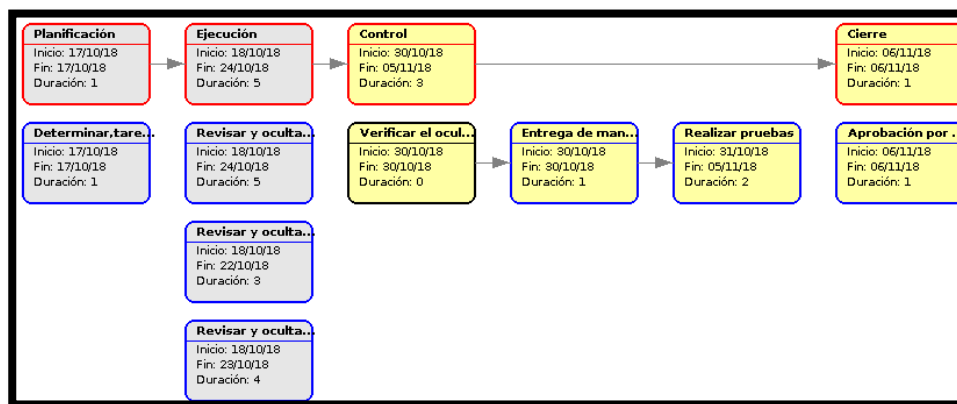 Planificación
Inicio: 17/10/18
Fin: 17/10/18
Duración: 1
Ejecución
Inicio: 18/10/18
Fin: 24/10/18
Duración: 5
Control
Inicio: 30/10/18
Fin: 05/11/18
Duración: 3
Cierre
Inicio: 06/11/18
Fin: 06/11/18
Duración: 1
Determinar,tare...
Inicio: 17/10/18
Fin: 17/10/18
Duración: 1
Revisar y oculta...
Inicio: 18/10/18
Fin: 24/10/18
Duración: 5
Verificar el ocul...
Inicio: 30/10/18
Fin: 30/10/18
Duración: 0
Entrega de man...
Inicio: 30/10/18
Fin: 30/10/18
Duración: 1
Realizar pruebas
Inicio: 31/10/18
Fin: 05/11/18
Duración: 2
Aprobación por .
Inicio: 06/11/18
Fin: 06/11/18
Duración: 1
Revisar y oculta...
Inicio: 18/10/18
Fin: 22/10/18
Duración: 3
Revisar y oculta...
Inicio: 18/10/18
Fin: 23/10/18
Duración: 4